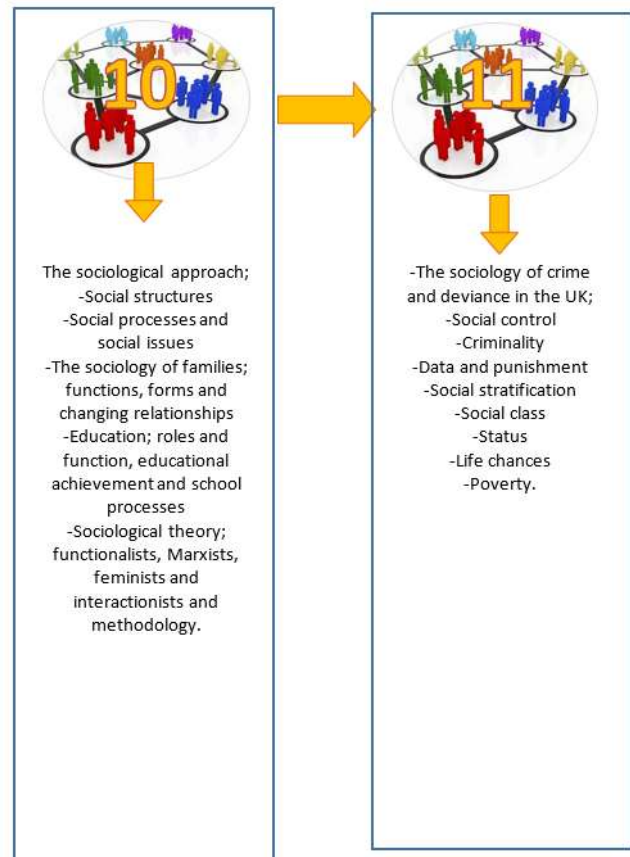 10
The sociological approach;
-Social structures
-Social processes and
social issues
-The sociology of families;
functions, forms and
changing relationships
-Education; roles and
function, educational
achievement and school
processes
-Sociological theory;
functionalists, Marxists,
feminists and
interactionists and
methodology.
11
-The sociology of crime
and deviance in the UK;
-Social control
-Criminality
-Data and punishment
-Social stratification
-Social class
-Status
-Life chances
-Poverty.